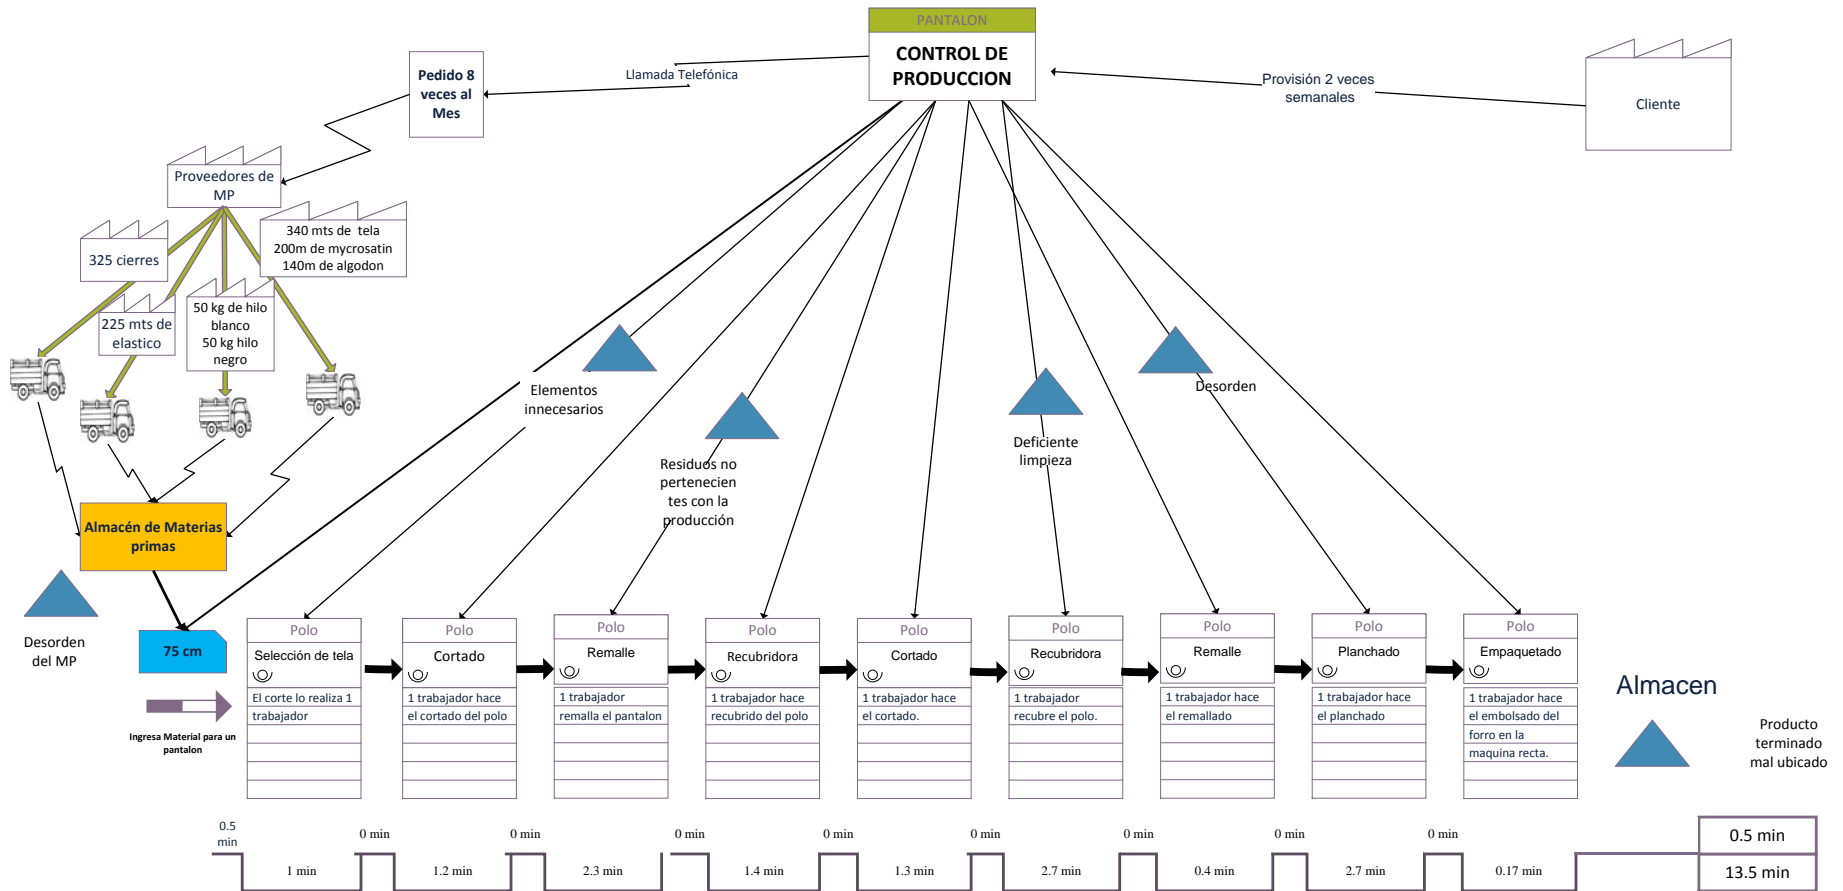 PANTALON
CONTROL DE
PRODUCCION
Pedido 8
veces al
Mes
Llamada Telefónica
Provisión 2 veces
semanales
Cliente
Proveedores de
MP
325 cierres
340 mts de tela
200m de mycrosatin
140m de algodon
225 mts de
elastico
50 kg de hilo
blanco
50 kg hilo
negro
Elementos
innecesarios
Residuos no
pertenecien
tes con la
producción
Deficiente
limpieza
Desorden
Almacén de Materias
primas
Desorden
del MP
75 cm
Ingresa Material para un
pantalon
Polo
Selección de tela
El corte lo realiza 1
trabajador
Polo
Cortado
1 trabajador hace
el cortado del polo
Polo
Remalle
1 trabajador
remalla el pantalon
Polo
Recubridora
1 trabajador hace
recubrido del polo
Polo
Cortado
1 trabajador hace
el cortado.
Polo
Recubridora
1 trabajador
recubre el polo.
Polo
Remalle
1 trabajador hace
el remallado
Polo
Planchado
1 trabajador hace
el planchado
Polo
Empaquetado
1 trabajador hace
el embolsado del
forro en la
maquina recta.
Almacen
Producto
terminado
mal ubicado
0.5
min
0 min
0 min
0 min
0 min
0 min
0 min
0 min
0 min
0.5 min
1 min
1.2 min
2.3 min
1.4 min
1.3 min
2.7 min
0.4 min
2.7 min
0.17 min
13.5 min